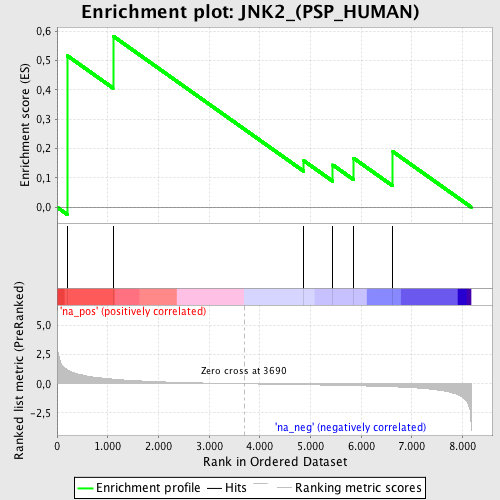 Enrichment plot: JNK2_(PSP_HUMAN)
Enrichment score (ES)
0,6
0,5
0,4
0,3
0,2
0,1
0,0
'na_pos' (positively correlated)
Ranked list metric (PreRanked)
5,0
2,5
0,0
-2,5
Zero cross at 3690
'na_neg' (negatively correlated)
0 1.000 2.000 3.000 4.000 5.000 6.000 7.000 8.000
Rank in Ordered Dataset
Enrichment profile Hits Ranking metric scores